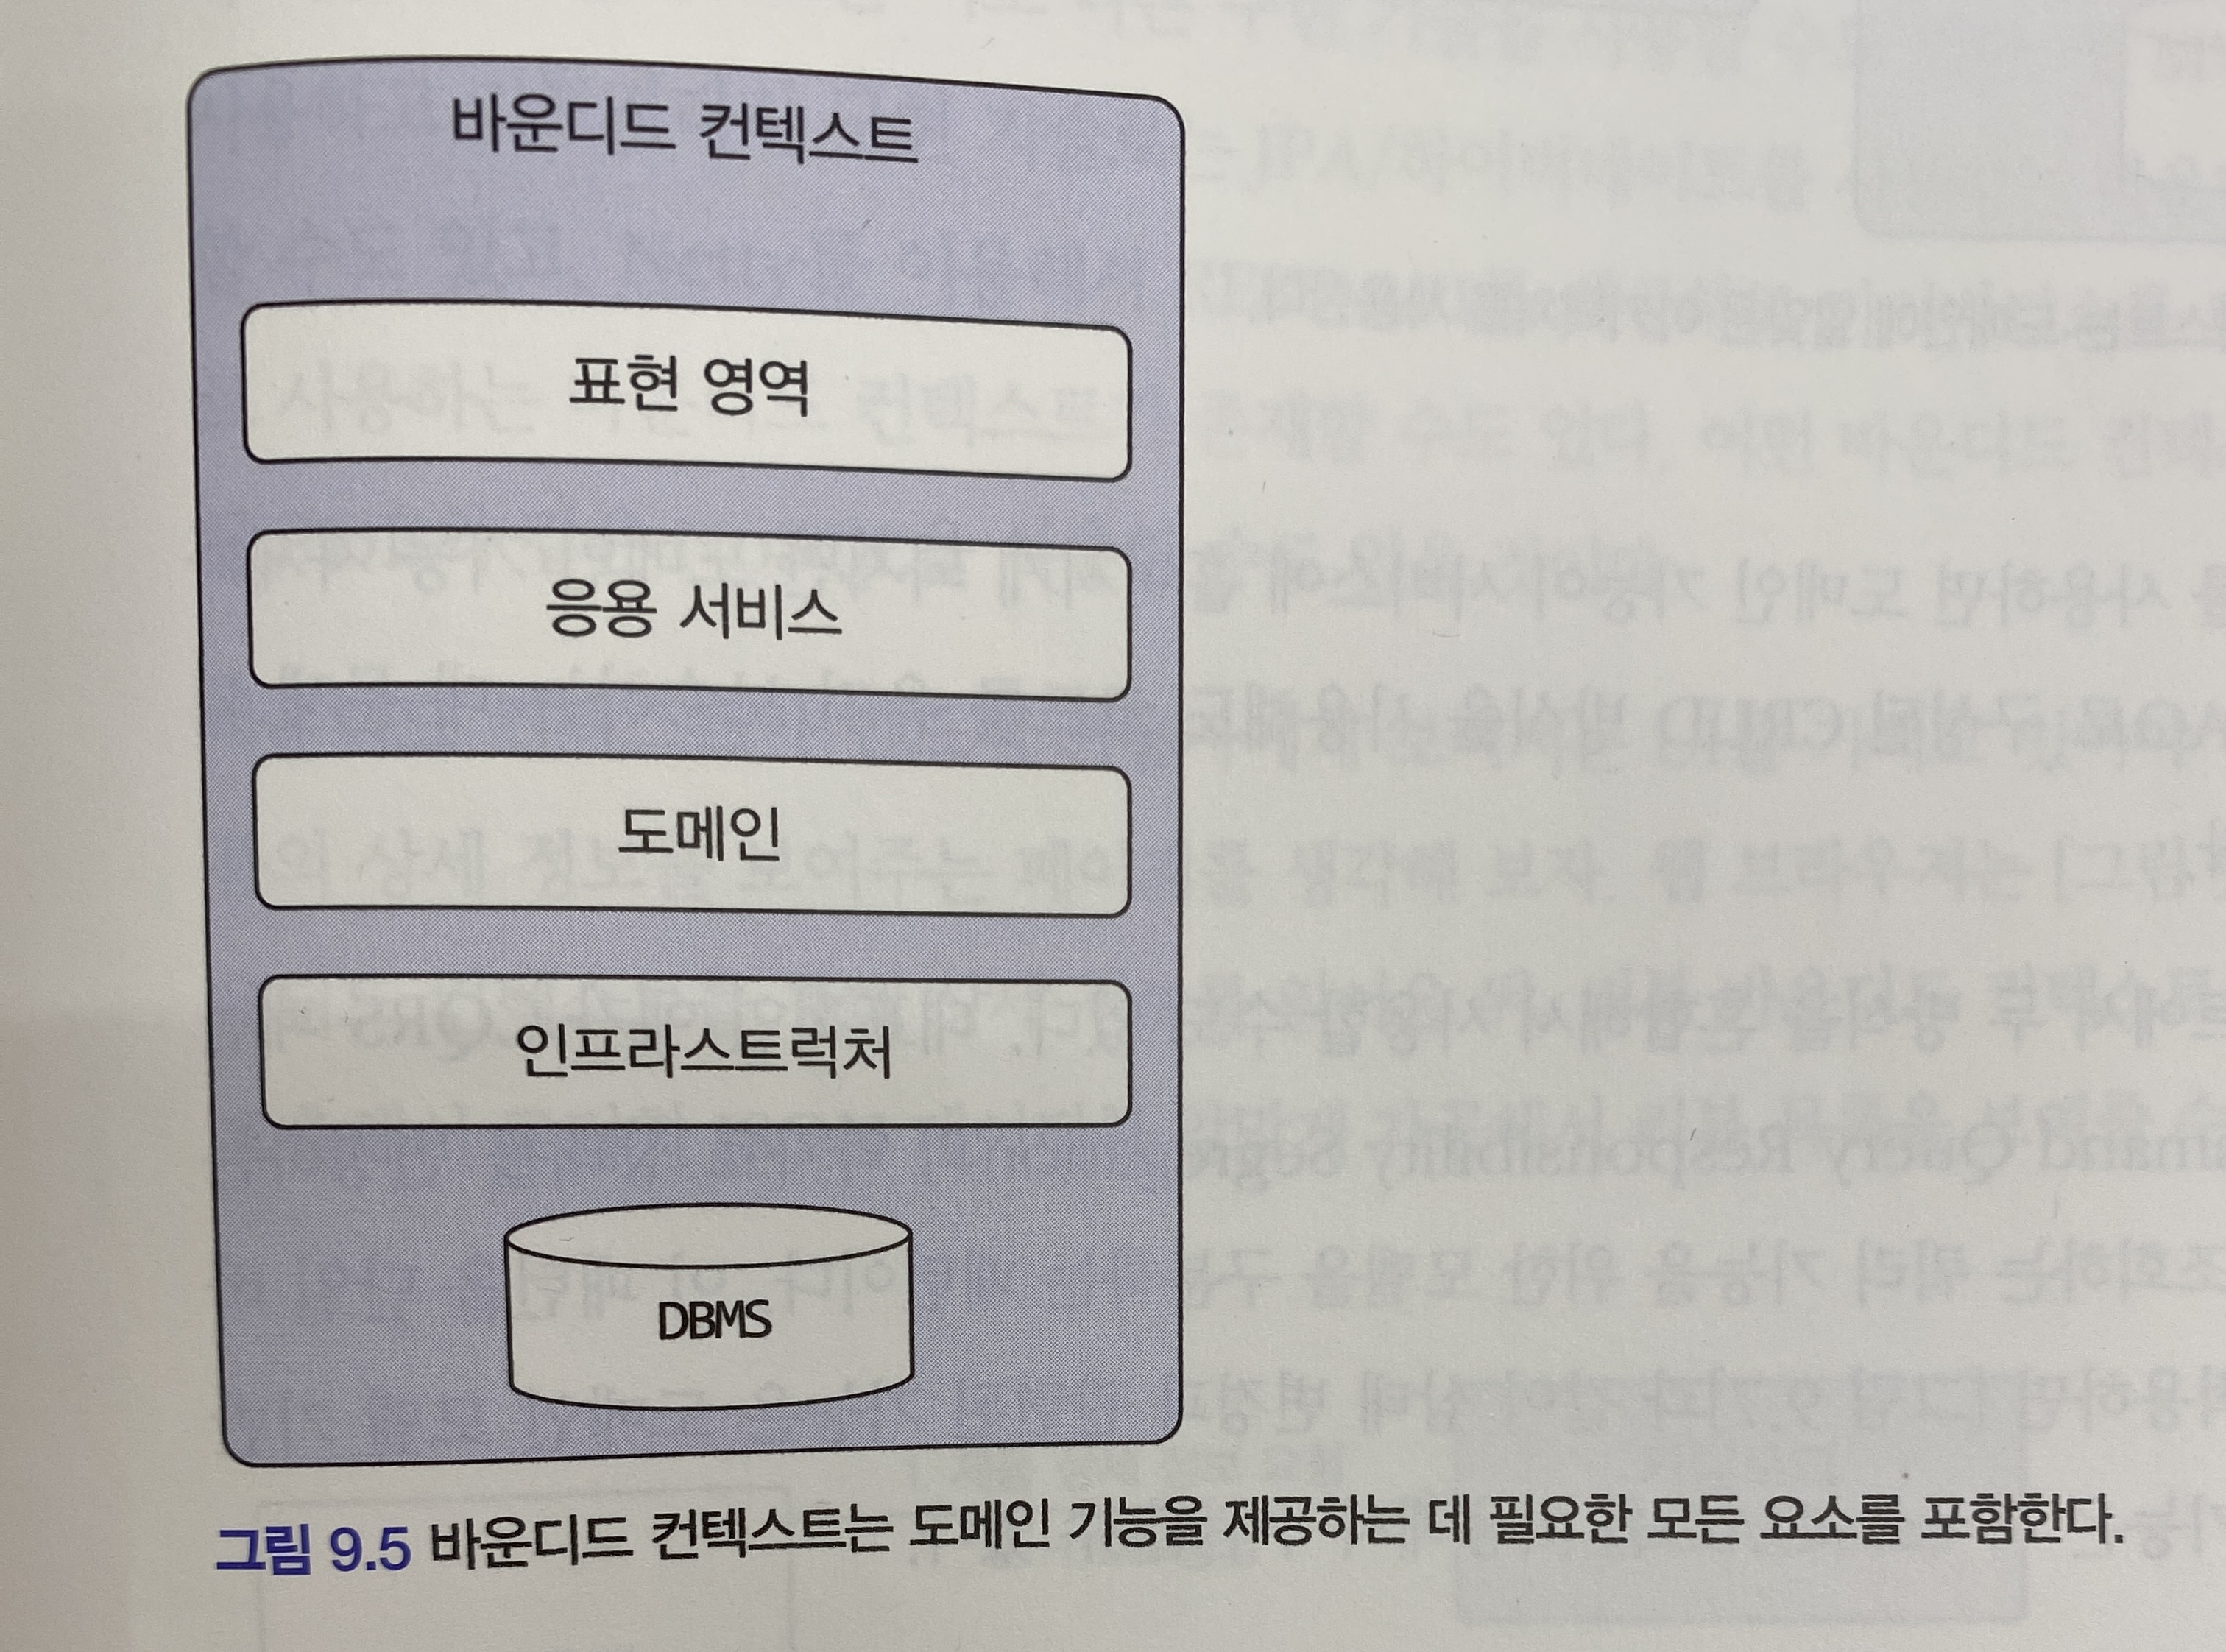 바운디드 컨텍스트
표현 영역
응용 서비스
도메인
인프라스트럭처
DBMS
그림 9.5 바운디드 컨텍스트는 도메인 기능을 제공하는 데 필요한 모든 요소를 포함한다.